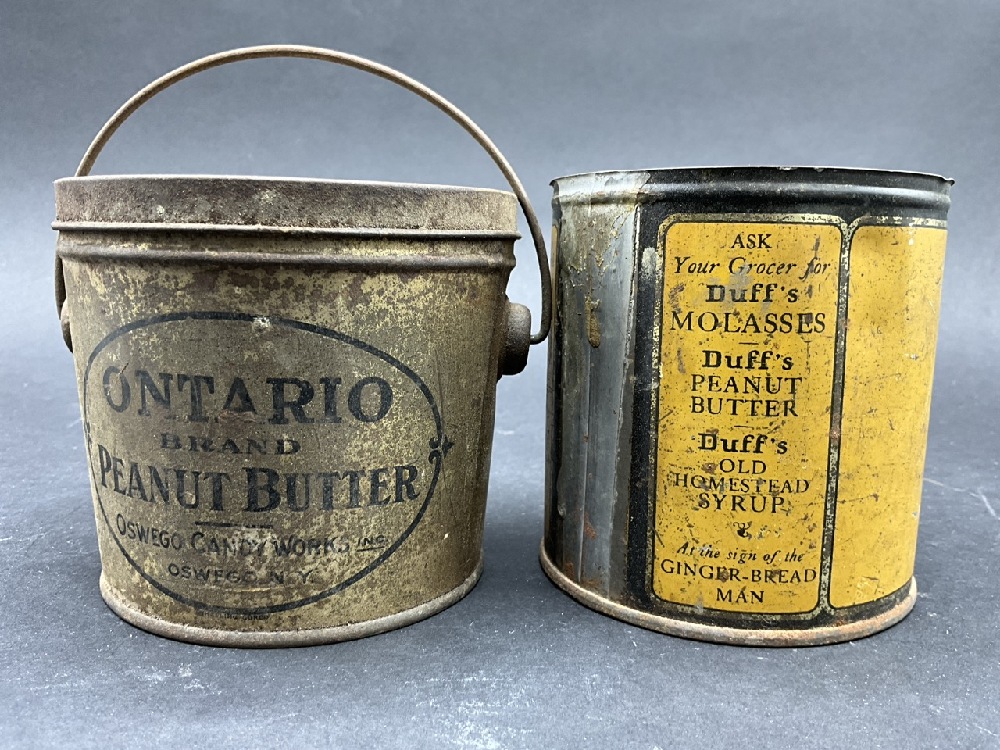 ONTARIO
BRAND
PEANUT BUTTER
OSWEGO CANDY WORKS INC.
OSWEGO, N.Y.
ASK
Your Grocer for
Duff's
MOLASSES
Duff's
PEANUT
BUTTER
Duff's
OLD
HOMESTEAD
SYRUP
At the sign of the
GINGER-BREAD
MAN